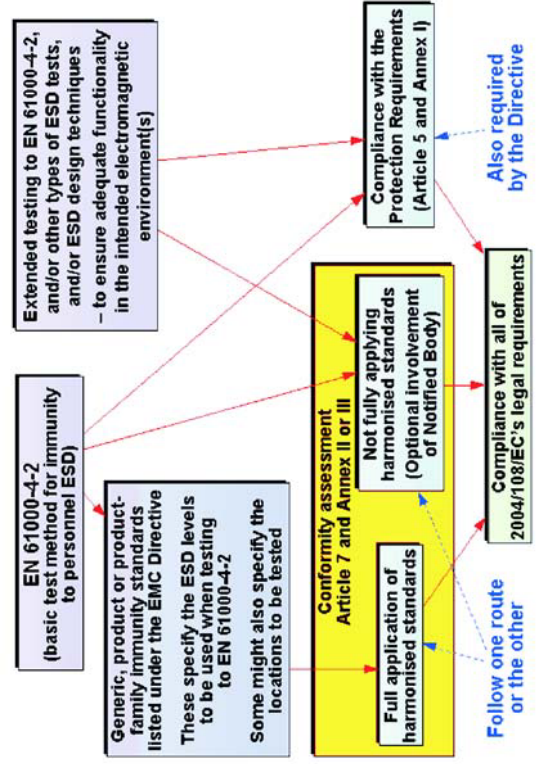 EN 61000-4-2
(basic test method for immunity
to personnel ESD)
Extended testing to EN 61000-4-2,
and/or other types of ESD tests,
and/or ESD design techniques
– to ensure adequate functionality
in the intended electromagnetic
environment(s)
Generic, product or product-
family immunity standards
listed under the EMC Directive
These specify the ESD levels
to be used when testing
to EN 61000-4-2
Some might also specify the
locations to be tested
Conformity assessment
Article 7 and Annex II or III
Full application of
harmonised standards
Not fully applying
harmonised standards
(Optional involvement
of Notified Body)
Compliance with the
Protection Requirements
(Article 5 and Annex I)
Follow one route
or the other
Compliance with all of
2004/108/EC's legal requirements
Also required
by the Directive